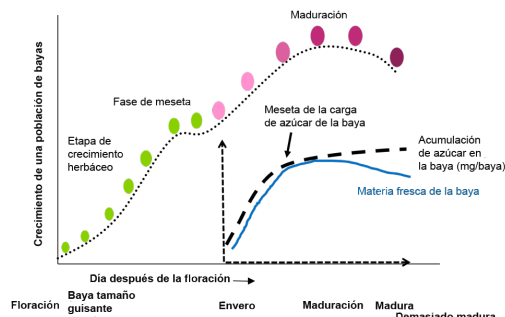 Maduración
Fase de meseta
Meseta de la carga
de azúcar de la baya
Etapa de
crecimiento
herbáceo
Acumulación
de azúcar en
la baya (mg/baya)
Materia fresca de la baya
Crecimiento de una población de bayas
Día después de la floración
Floración
Baya tamaño
guisante
Envero
Maduración
Madura
Demasiado madura